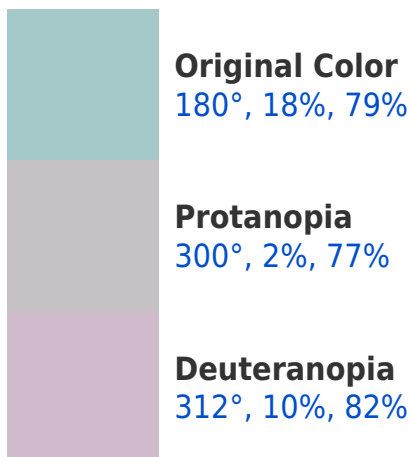 Original Color
180°, 18%, 79%
Protanopia
300°, 2%, 77%
Deuteranopia
312°, 10%, 82%